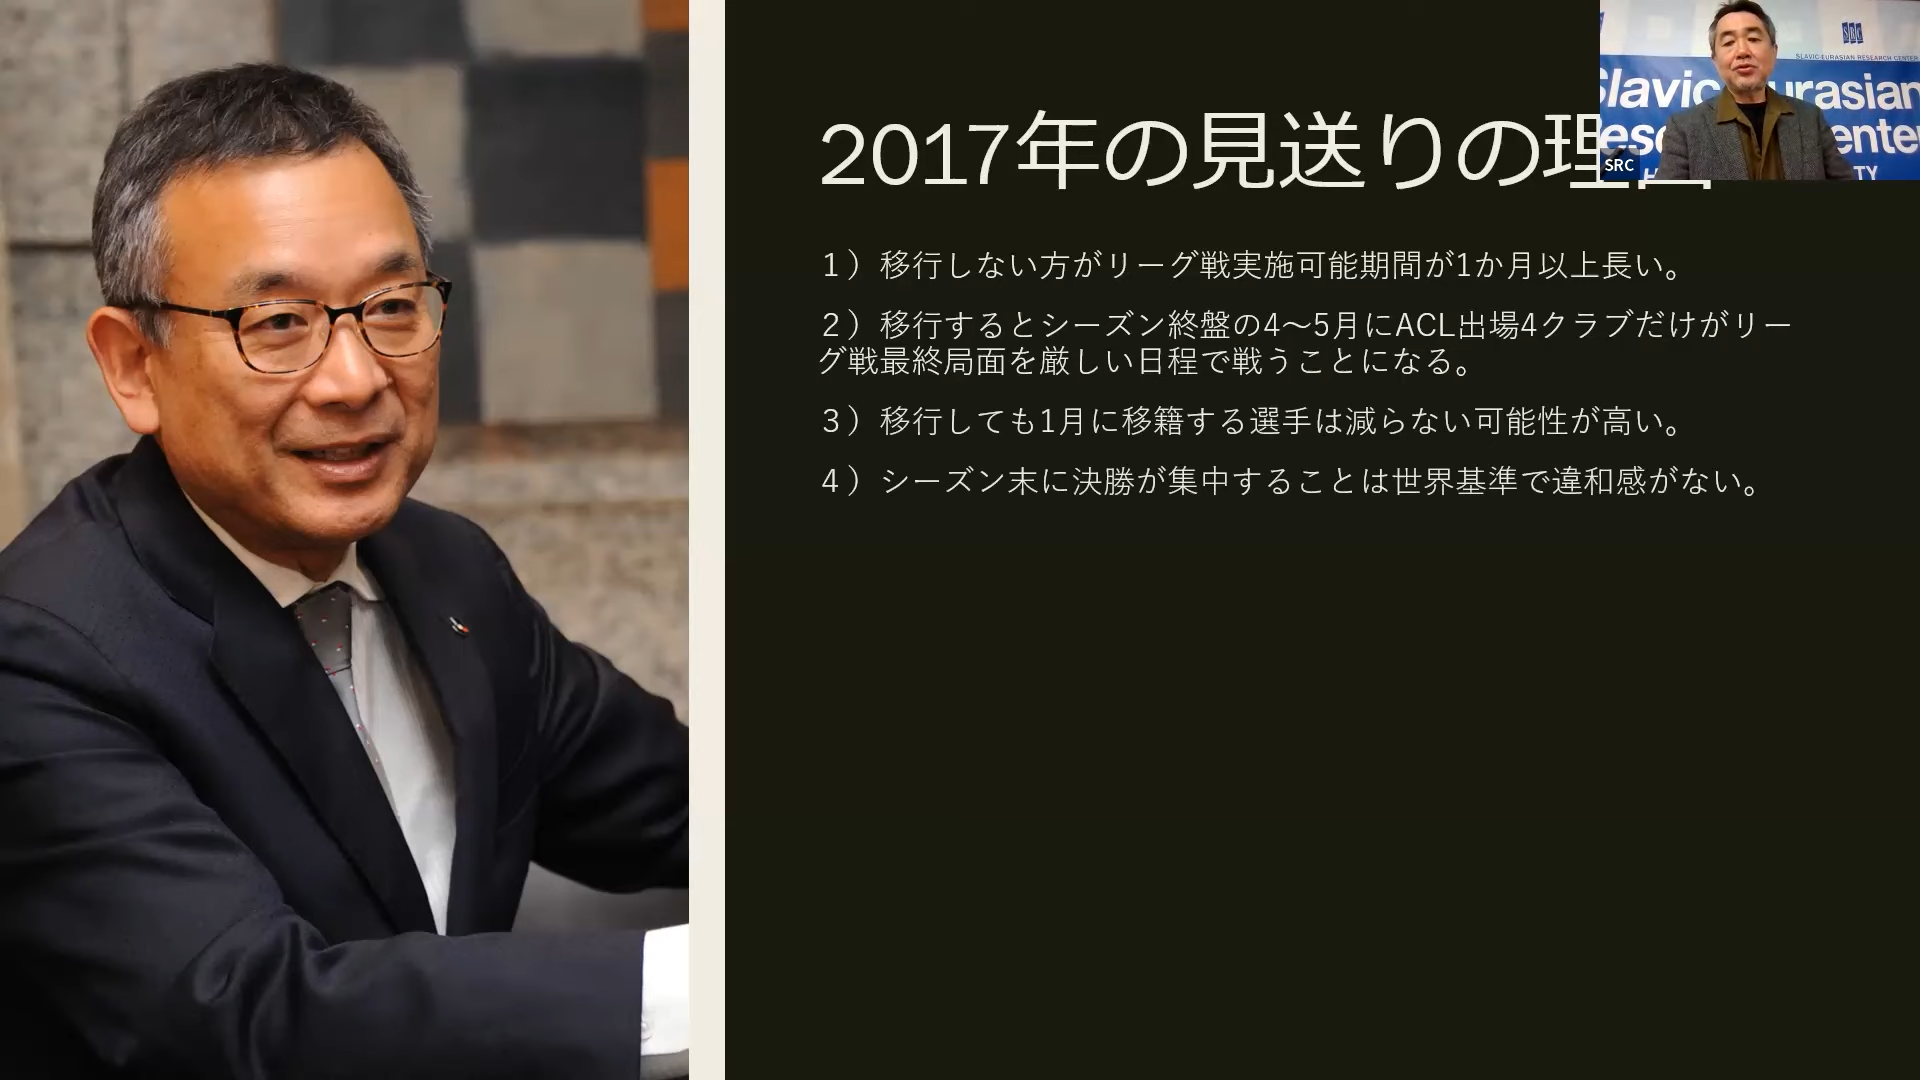 2017年の見送りの理
1）移行しない方がリーグ戦実施可能期間が1か月以上長い。
2）移行するとシーズン終盤の4～5月にACL出場4クラブだけがリー
グ戦最終局面を厳しい日程で戦うことになる。
3）移行しても1月に移籍する選手は減らない可能性が高い。
4）シーズン末に決勝が集中することは世界基準で違和感がない。
SRC
SLAVIC-EURASIAN RESEARCH CENTER
Slavic urasian
esc ente
SRC
TY